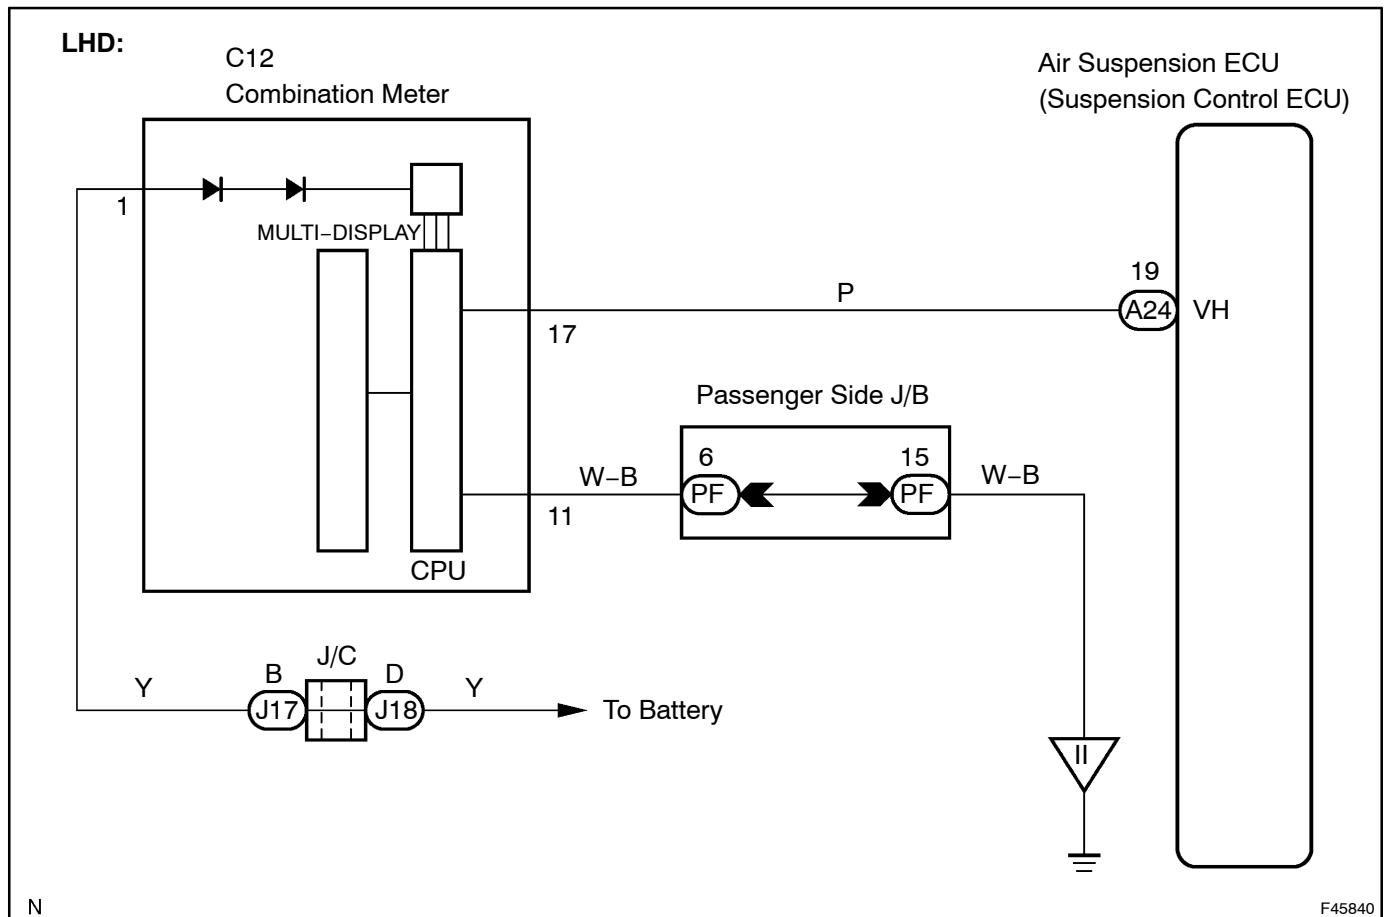 LHD:
C12
Combination Meter
Air Suspension ECU
(Suspension Control ECU)
1
MULTI−DISPLAY
19
P
A24
VH
17
Passenger Side J/B
6
15
W−B
PF
PF
W−B
11
CPU
J/C
B
D
Y
Y
J17
J18
To Battery
II
N
F45840